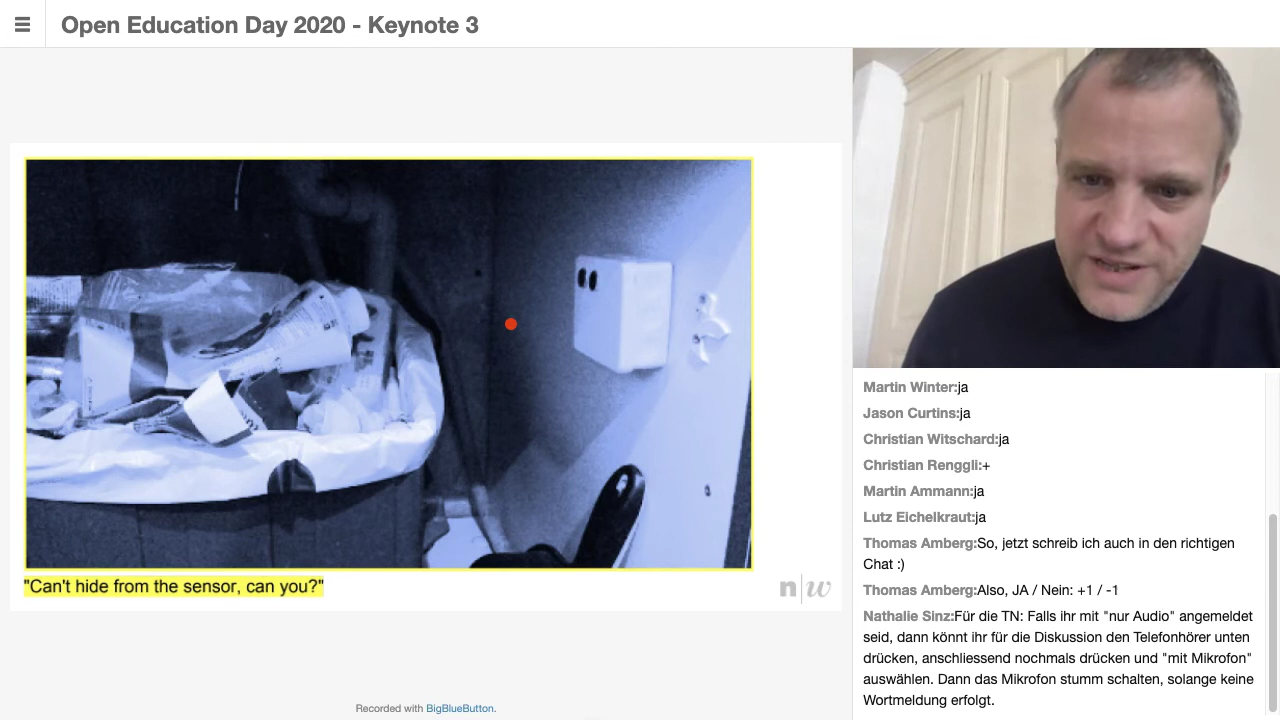 Open Education Day 2020 - Keynote 3
"Can't hide from the sensor, can you?"
n|w
Recorded with BigBlueButton.
Martin Winter:ja
Jason Curtins:ja
Christian Witschard:ja
Christian Renggli:+
Martin Ammann:ja
Lutz Eichelkraut:ja
Thomas Amberg:So, jetzt schreib ich auch in den richtigen
Chat :)
Thomas Amberg:Also, JA / Nein: +1 / -1
Nathalie Sinz:Für die TN: Falls ihr mit "nur Audio" angemeldet
seid, dann könnt ihr für die Diskussion den Telefonhörer unten
drücken, anschliessend nochmals drücken und "mit Mikrofon"
auswählen. Dann das Mikrofon stumm schalten, solange keine
Wortmeldung erfolgt.